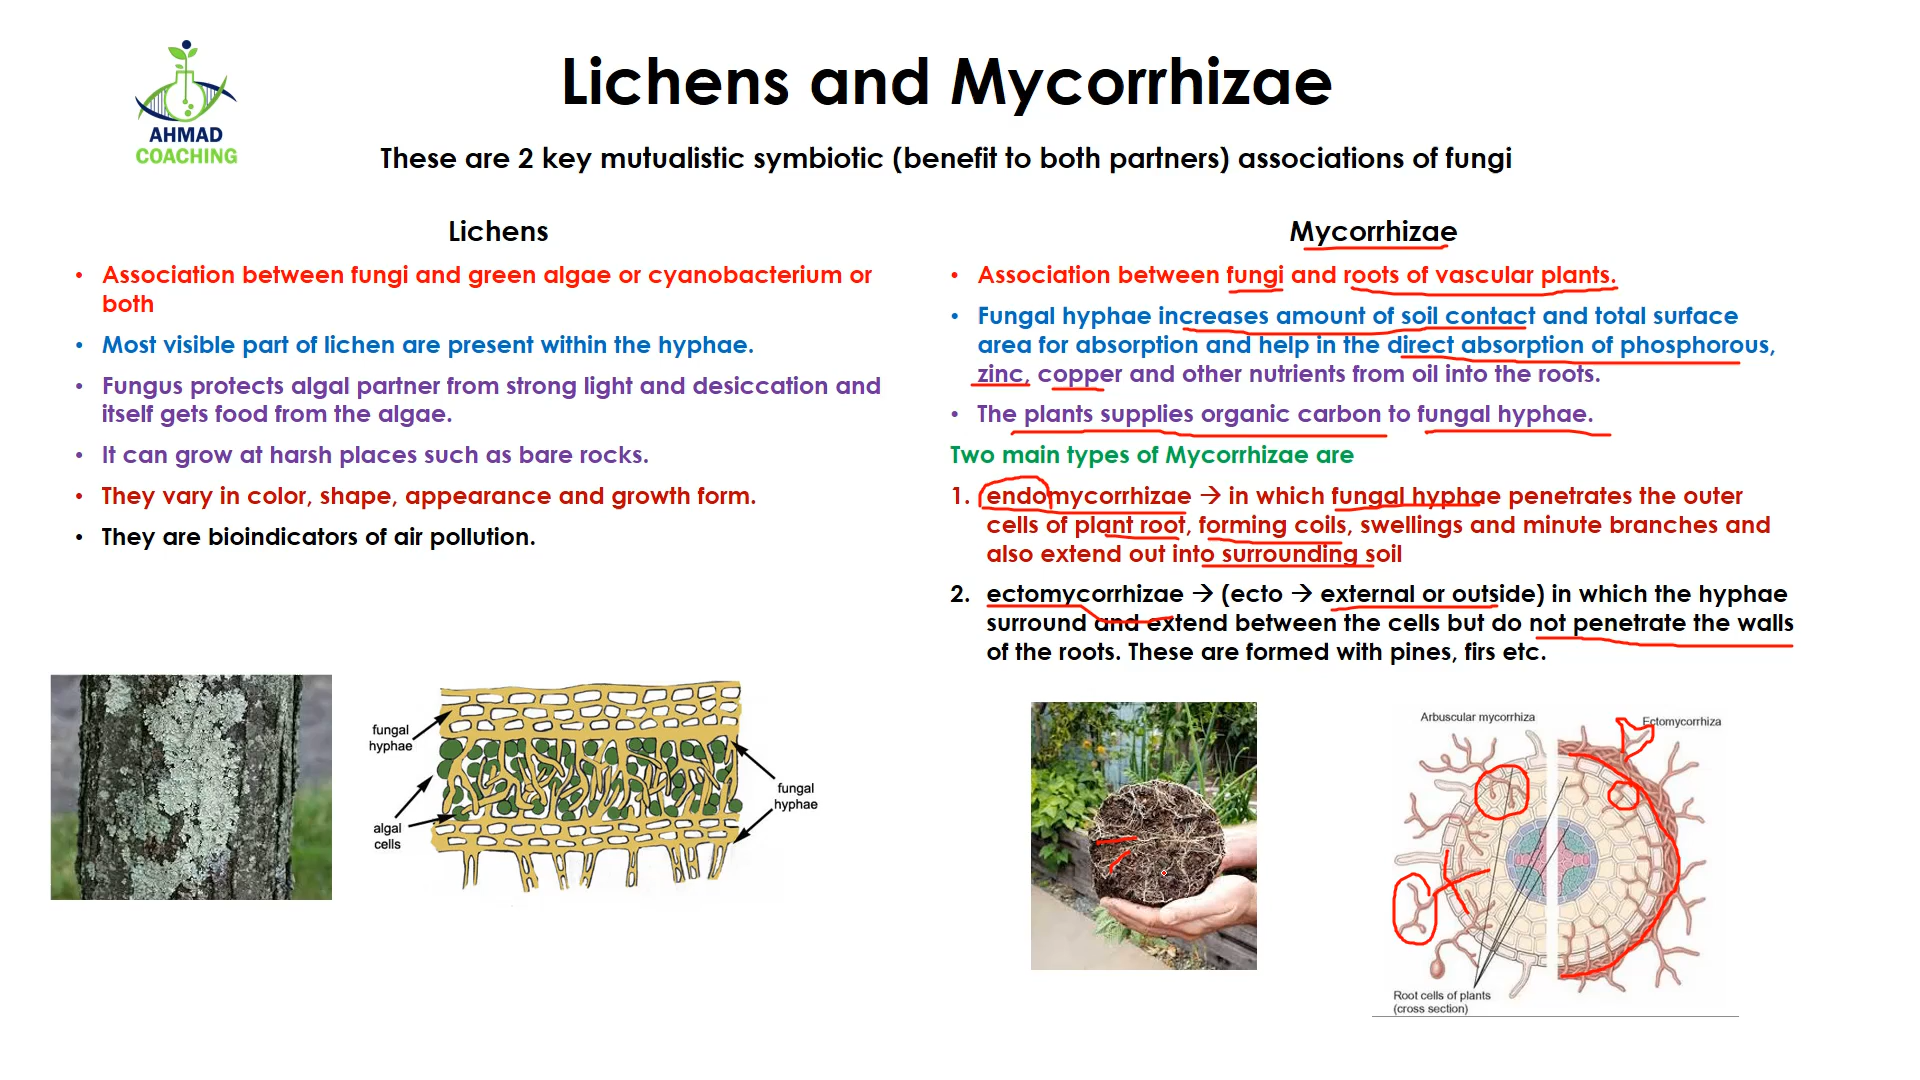 AHMAD
COACHING
Lichens and Mycorrhizae
These are 2 key mutualistic symbiotic (benefit to both partners) associations of fungi
Lichens
• Association between fungi and green algae or cyanobacterium or
both
• Most visible part of lichen are present within the hyphae.
• Fungus protects algal partner from strong light and desiccation and
itself gets food from the algae.
• It can grow at harsh places such as bare rocks.
• They vary in color, shape, appearance and growth form.
• They are bioindicators of air pollution.
fungal
hyphae
algal
cells
fungal
hyphae
Mycorrhizae
• Association between fungi and roots of vascular plants.
• Fungal hyphae increases amount of soil contact and total surface
area for absorption and help in the direct absorption of phosphorous,
zinc, copper and other nutrients from oil into the roots.
• The plants supplies organic carbon to fungal hyphae.
Two main types of Mycorrhizae are
1. endomycorrhizae → in which fungal hyphae penetrates the outer
cells of plant root, forming coils, swellings and minute branches and
also extend out into surrounding soil
2. ectomycorrhizae → (ecto → external or outside) in which the hyphae
surround and extend between the cells but do not penetrate the walls
of the roots. These are formed with pines, firs etc.
Arbuscular mycorrhiza
Ectomycorrhiza
Root cells of plants
(cross section)